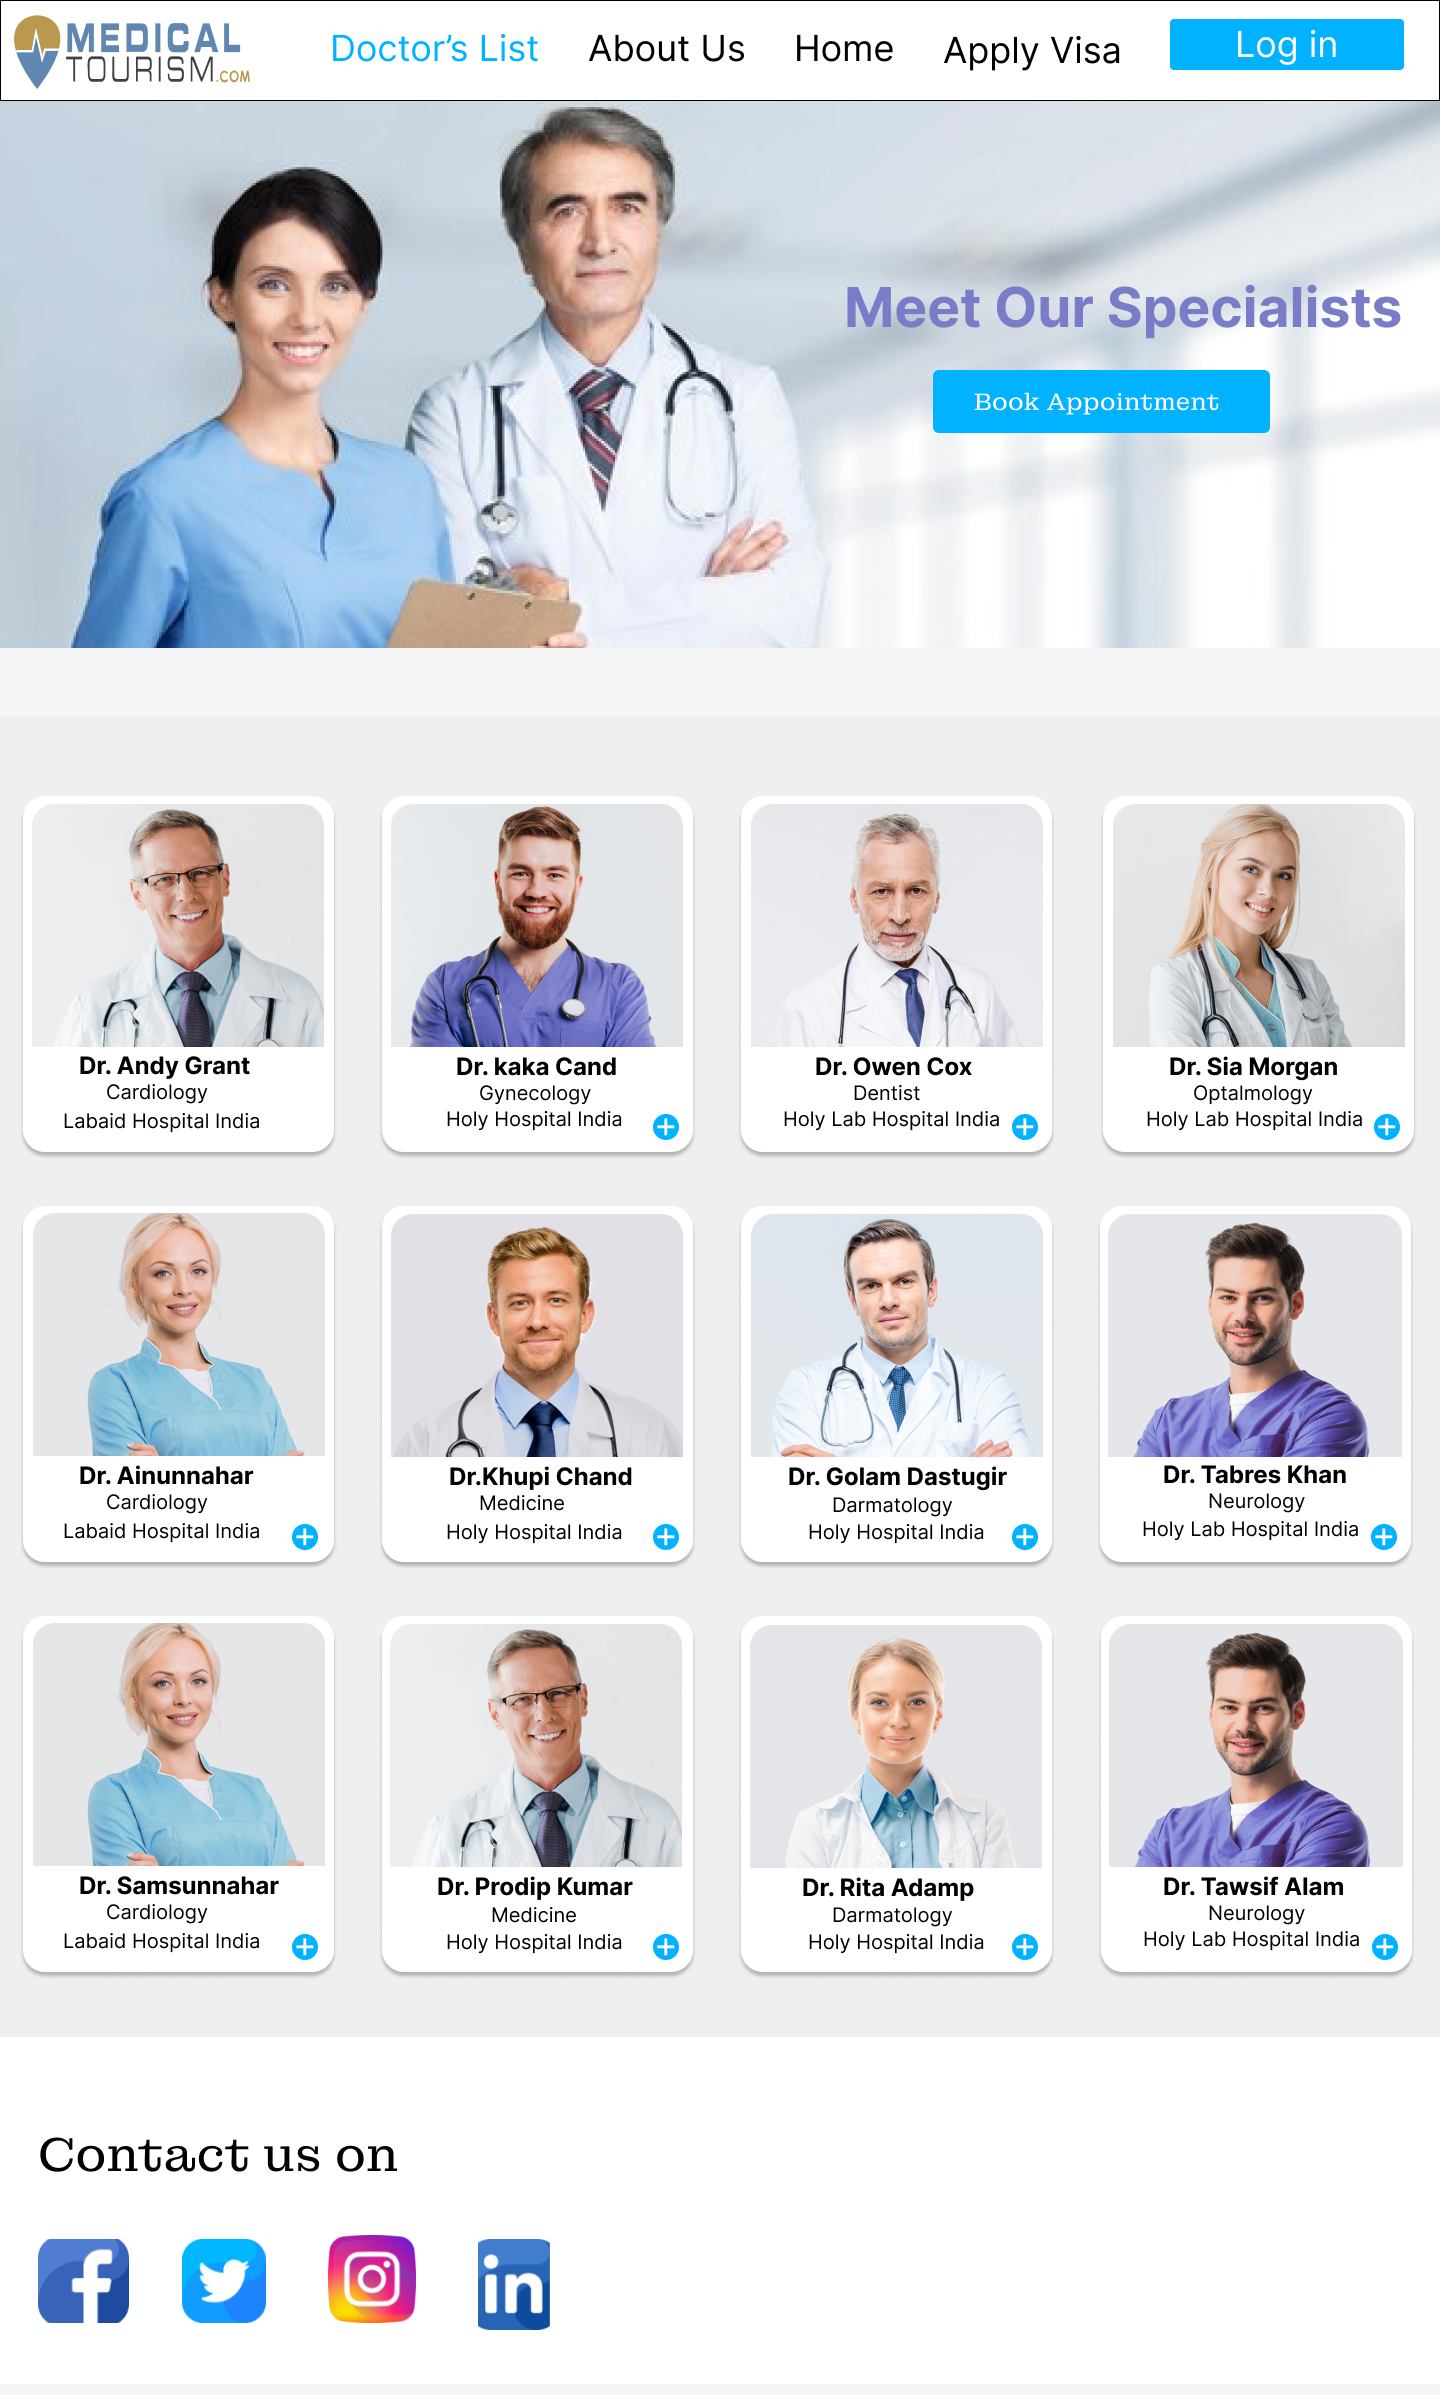 MEDICAL
TOURISM.COM
Doctor’s List
About Us
Home
Apply Visa
Log in
Meet Our Specialists
Book Appointment
Dr. Andy Grant
Cardiology
Labaid Hospital India
Dr. kaka Cand
Gynecology
Holy Hospital India
Dr. Owen Cox
Dentist
Holy Lab Hospital India
Dr. Sia Morgan
Optalmology
Holy Lab Hospital India
Dr. Ainunnahar
Cardiology
Labaid Hospital India
Dr.Khupi Chand
Medicine
Holy Hospital India
Dr. Golam Dastugir
Darmatology
Holy Hospital India
Dr. Tabres Khan
Neurology
Holy Lab Hospital India
Dr. Samsunnahar
Cardiology
Labaid Hospital India
Dr. Prodip Kumar
Medicine
Holy Hospital India
Dr. Rita Adamp
Darmatology
Holy Hospital India
Dr. Tawsif Alam
Neurology
Holy Lab Hospital India
Contact us on
f
in